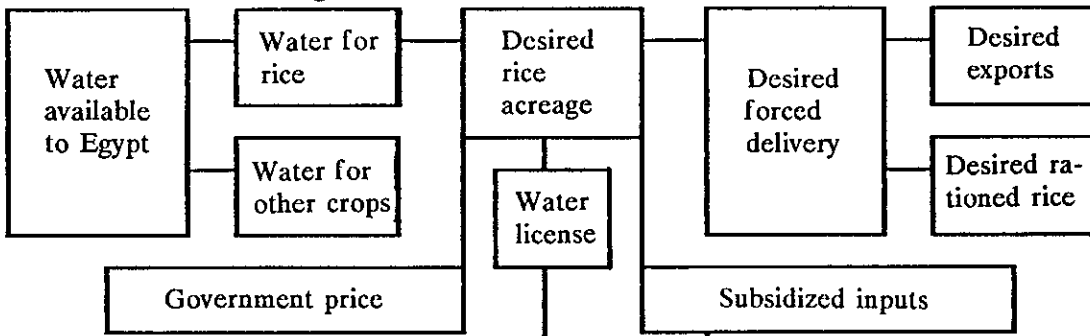 Water
available
to Egypt
Water for
rice
Water for
other crops
Desired
rice
acreage
Water
license
Desired
forced
delivery
Desired
exports
Desired ra-
tioned rice
Government price
Subsidized inputs